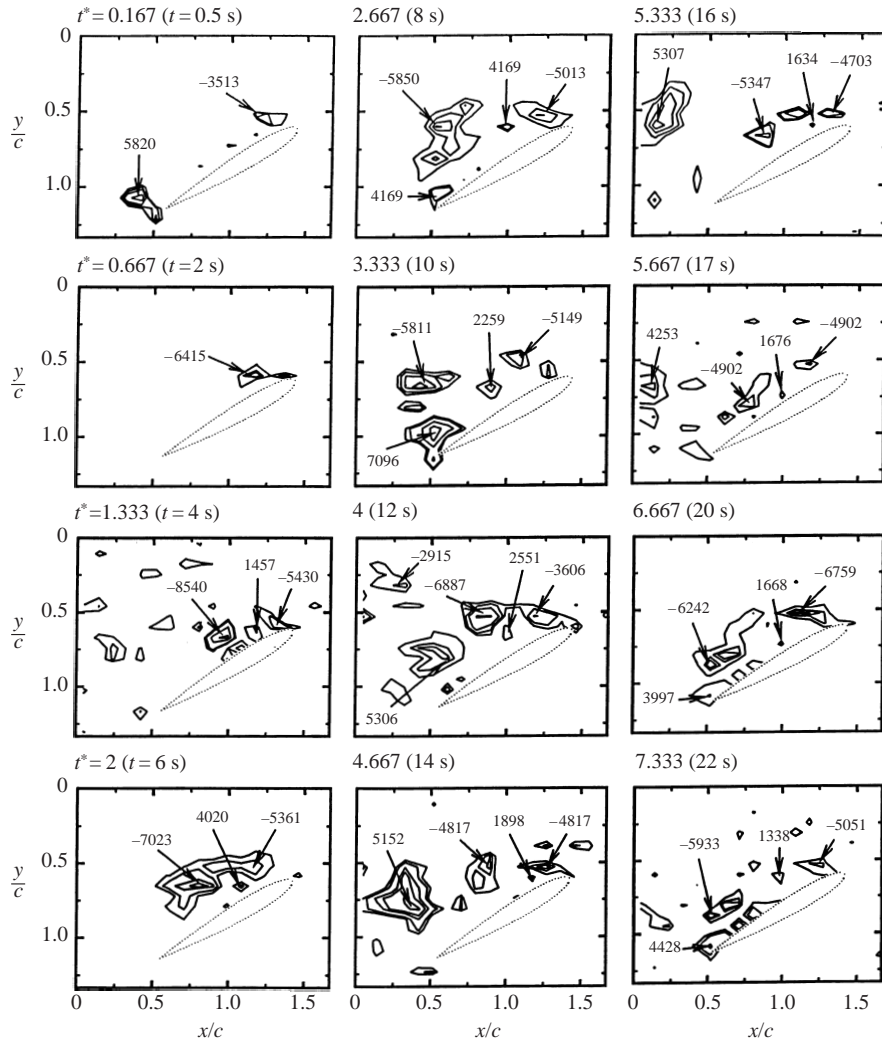 t* = 0.167 (t = 0.5 s)
2.667 (8 s)
5.333 (16 s)
0
0.5
1.0
y/c
–3513
5820
–5850
4169
–5013
4169
5307
–5347
1634
–4703
t* = 0.667 (t = 2 s)
3.333 (10 s)
5.667 (17 s)
0
0.5
1.0
y/c
–6415
–5811
2259
–5149
7096
4253
–4902
1676
–4902
t* =1.333 (t = 4 s)
4 (12 s)
6.667 (20 s)
0
0.5
1.0
y/c
–8540
1457
–5430
–2915
–6887
2551
–3606
5306
–6242
1668
–6759
3997
t* = 2 (t = 6 s)
4.667 (14 s)
7.333 (22 s)
0
0.5
1.0
y/c
–7023
4020
–5361
5152
–4817
1898
–4817
–5933
1338
–5051
4428
0 0.5 1.0 1.5
0 0.5 1.0 1.5
0 0.5 1.0 1.5
x/c
x/c
x/c